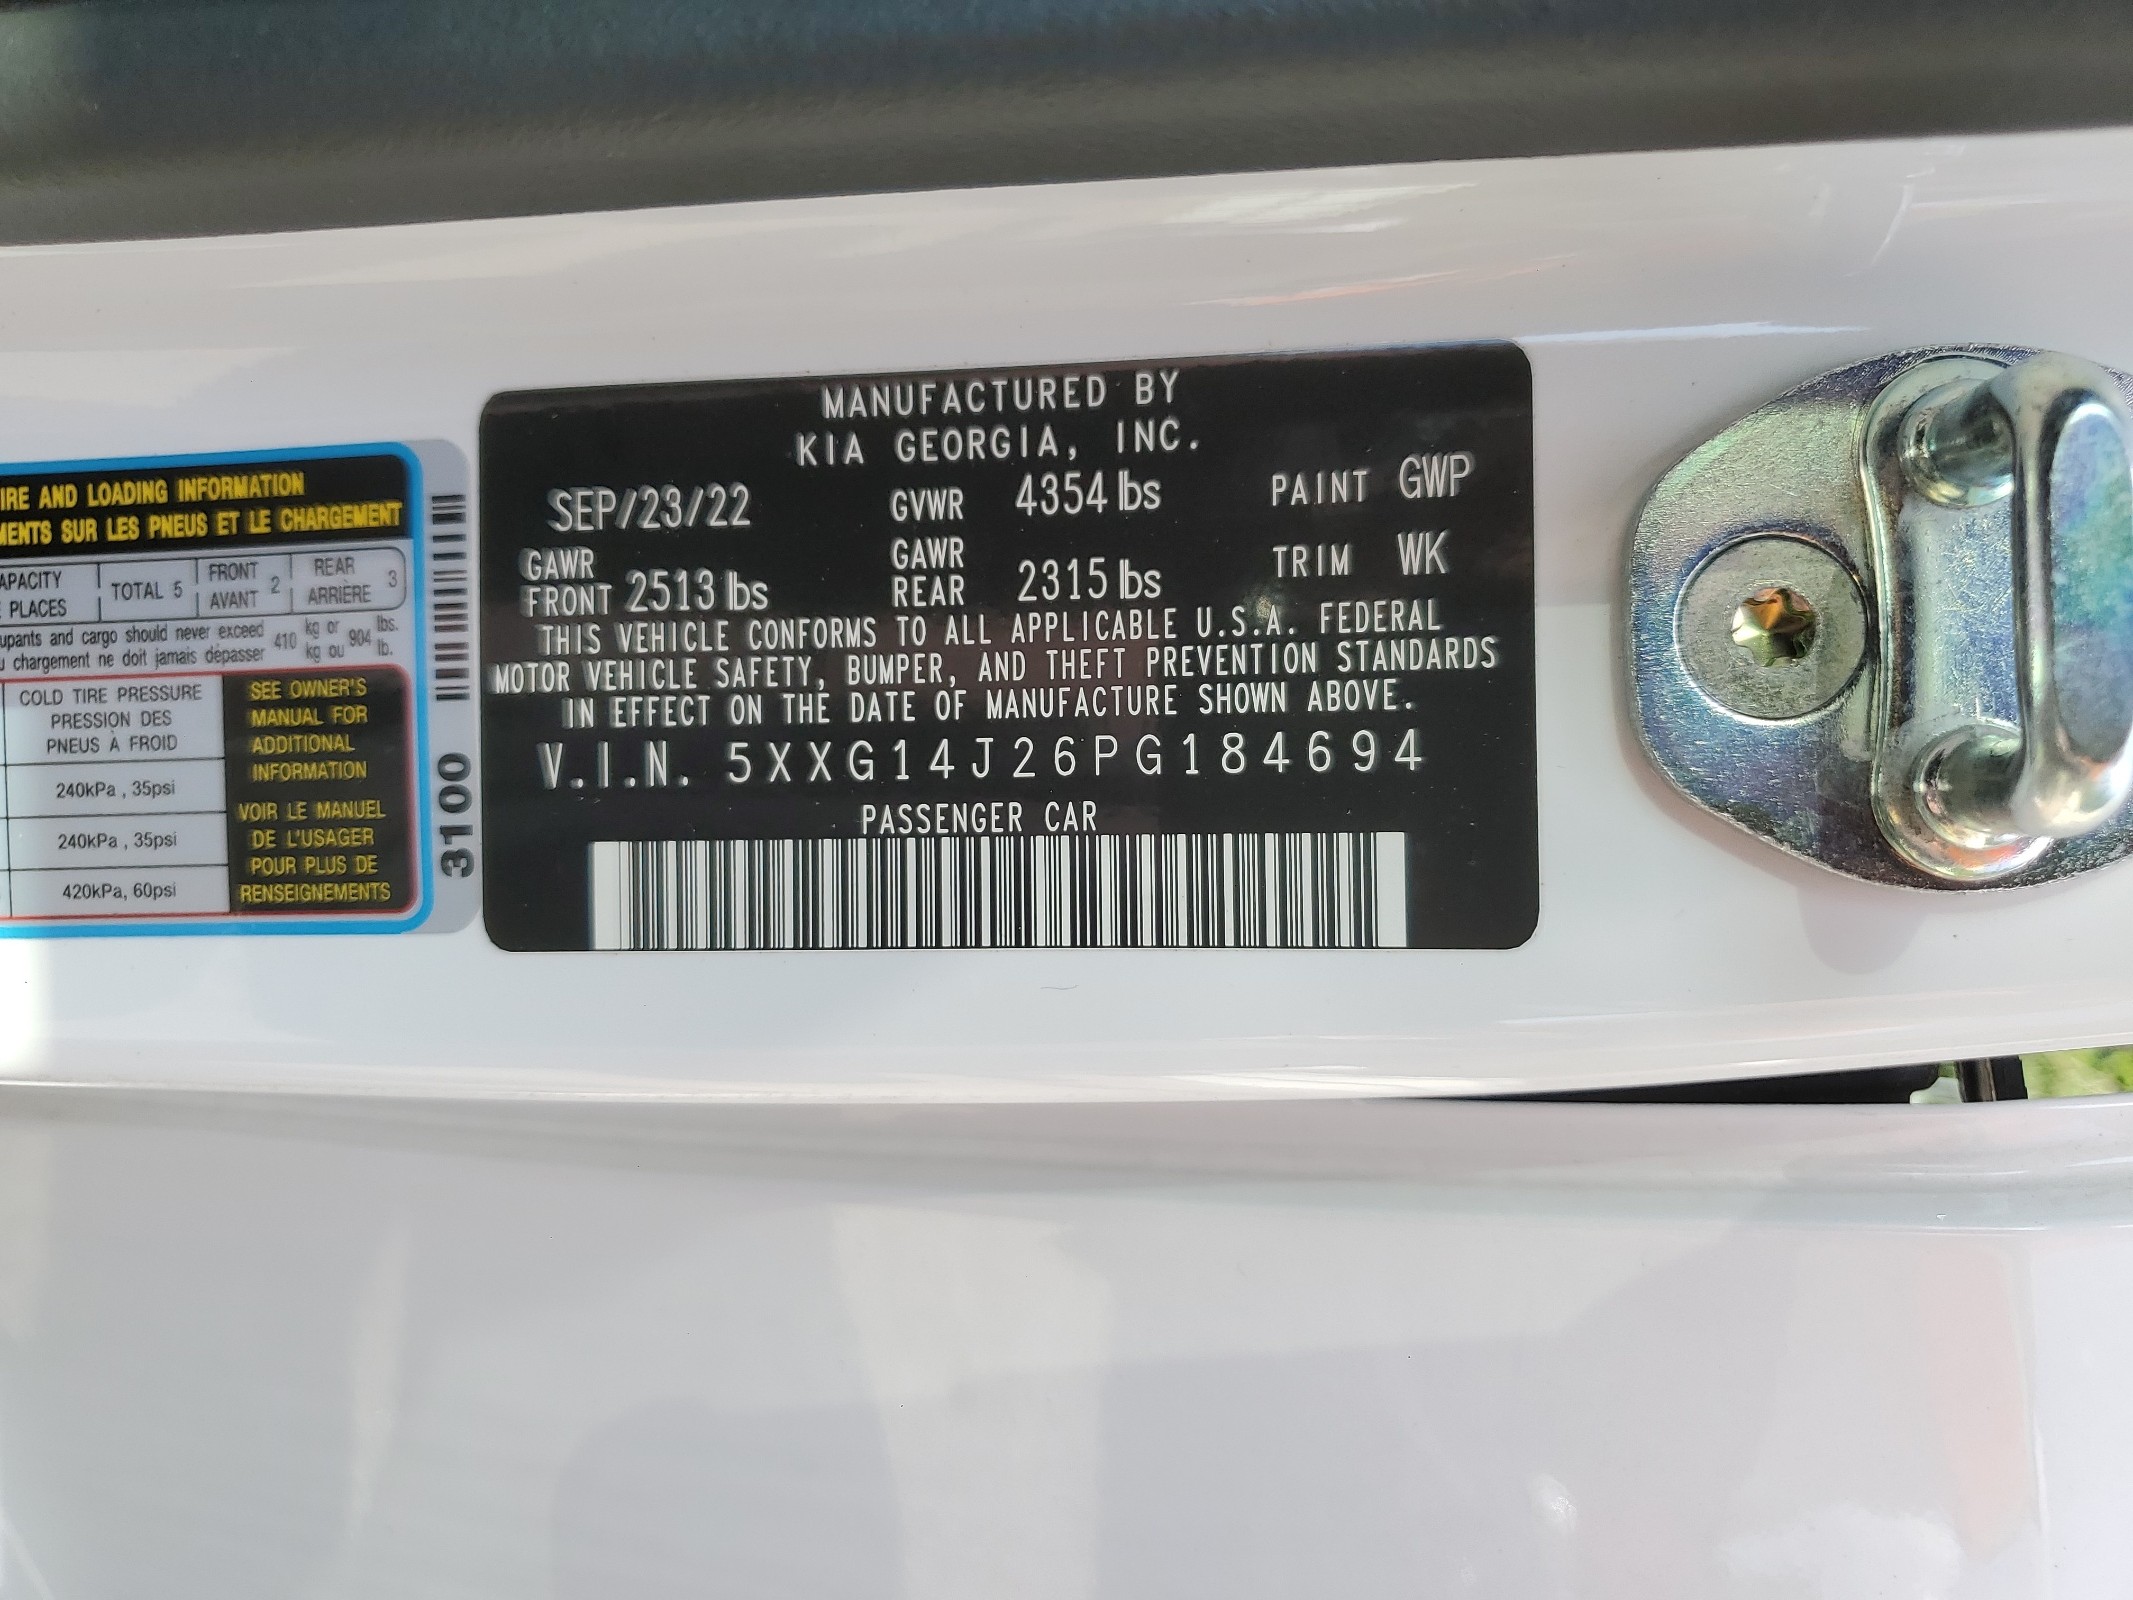 IRE AND LOADING INFORMATION
MENTS SUR LES PNEUS ET LE CHARGEMENT
APACITY
PLACES
TOTAL 5
FRONT
AVANT 2
REAR
ARRIÈRE 3
upants and cargo should never exceed 410 kg or 904 lbs.
u chargement ne doit jamais dépasser kg ou lb.
COLD TIRE PRESSURE
PRESSION DES
PNEUS À FROID
240kPa , 35psi
240kPa , 35psi
420kPa, 60psi
SEE OWNER'S
MANUAL FOR
ADDITIONAL
INFORMATION
VOIR LE MANUEL
DE L'USAGER
POUR PLUS DE
RENSEIGNEMENTS
3100
MANUFACTURED BY
KIA GEORGIA, INC.
SEP/23/22 GVWR 4354 lbs PAINT GWP
GAWR FRONT 2513 lbs GAWR REAR 2315 lbs TRIM WK
THIS VEHICLE CONFORMS TO ALL APPLICABLE U.S.A. FEDERAL
MOTOR VEHICLE SAFETY, BUMPER, AND THEFT PREVENTION STANDARDS
IN EFFECT ON THE DATE OF MANUFACTURE SHOWN ABOVE.
V.I.N. 5XXG14J26PG184694
PASSENGER CAR